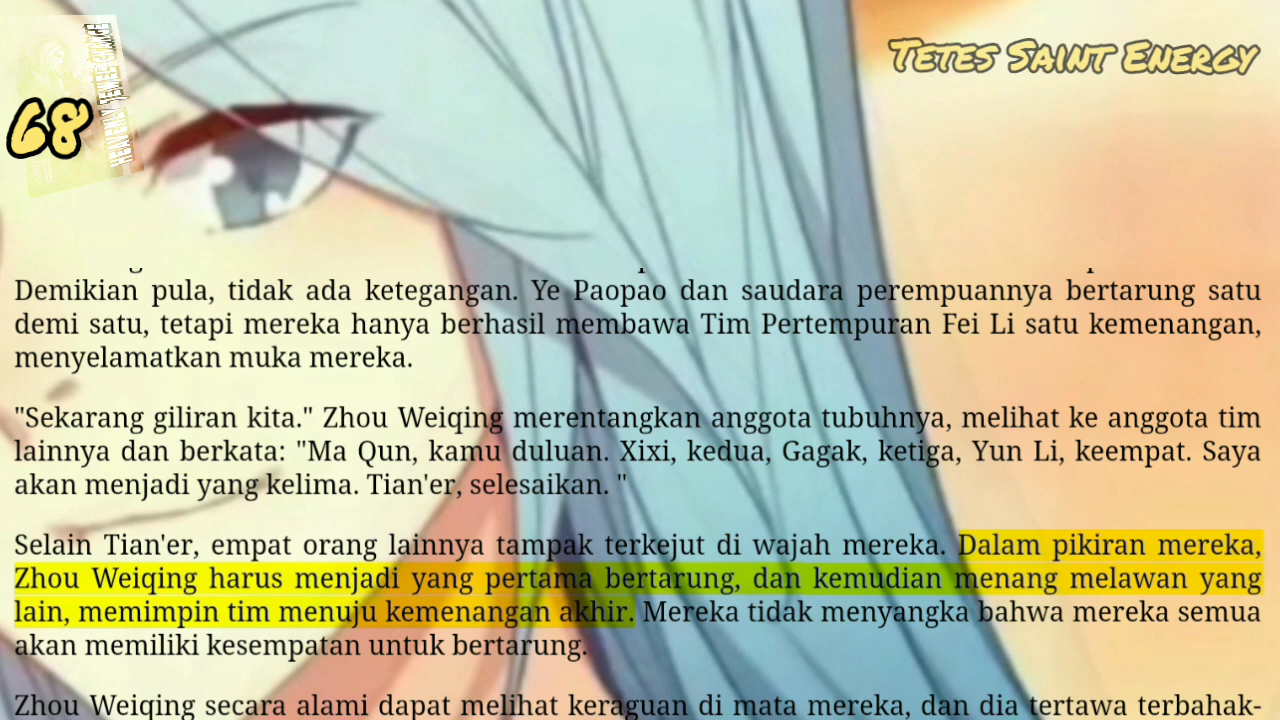 HEAVENLY JEWEL CHANGE
68
TETES SAINT ENERGY
Demikian pula, tidak ada ketegangan. Ye Paopao dan saudara perempuannya bertarung satu
demi satu, tetapi mereka hanya berhasil membawa Tim Pertempuran Fei Li satu kemenangan,
menyelamatkan muka mereka.
"Sekarang giliran kita." Zhou Weiqing merentangkan anggota tubuhnya, melihat ke anggota tim
lainnya dan berkata: "Ma Qun, kamu duluan. Xixi, kedua, Gagak, ketiga, Yun Li, keempat. Saya
akan menjadi yang kelima. Tian'er, selesaikan. "
Selain Tian'er, empat orang lainnya tampak terkejut di wajah mereka. Dalam pikiran mereka,
Zhou Weiqing harus menjadi yang pertama bertarung, dan kemudian menang melawan yang
lain, memimpin tim menuju kemenangan akhir. Mereka tidak menyangka bahwa mereka semua
akan memiliki kesempatan untuk bertarung.
Zhou Weiqing secara alami dapat melihat keraguan di mata mereka, dan dia tertawa terbahak-